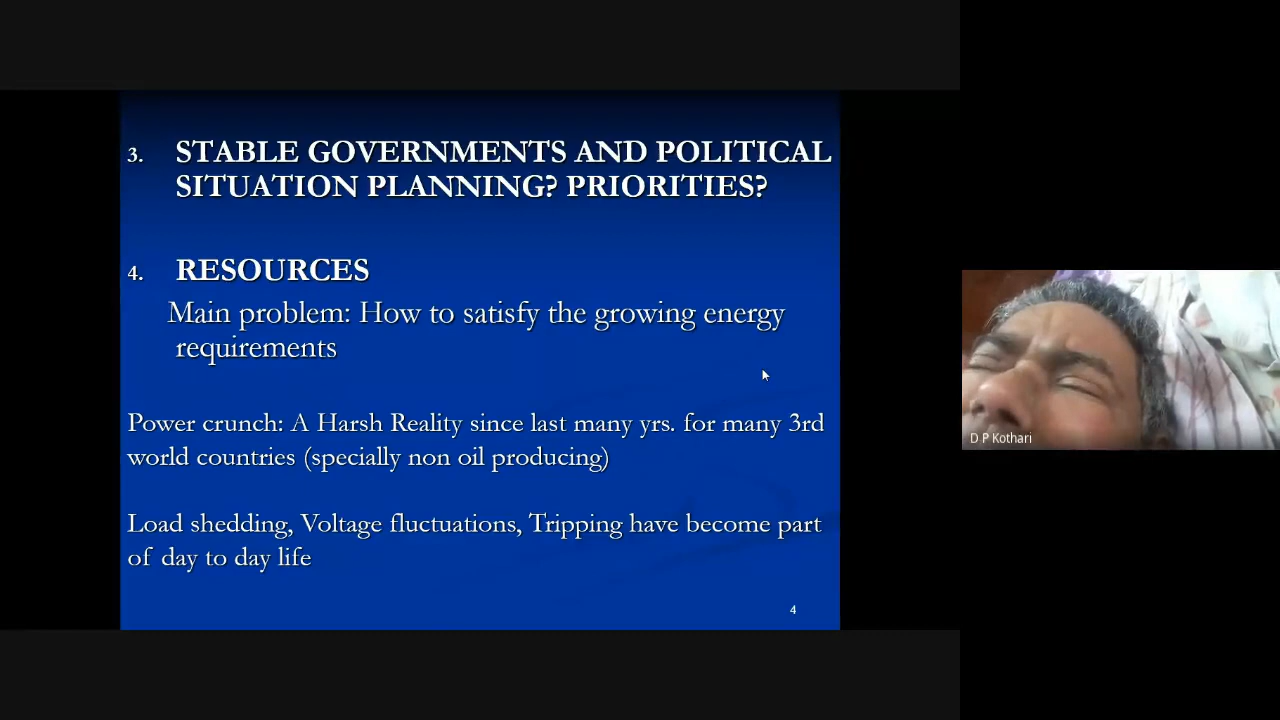 3. STABLE GOVERNMENTS AND POLITICAL
SITUATION PLANNING? PRIORITIES?
4. RESOURCES
Main problem: How to satisfy the growing energy
requirements
Power crunch: A Harsh Reality since last many yrs. for many 3rd
world countries (specially non oil producing)
Load shedding, Voltage fluctuations, Tripping have become part
of day to day life
4
D P Kothari